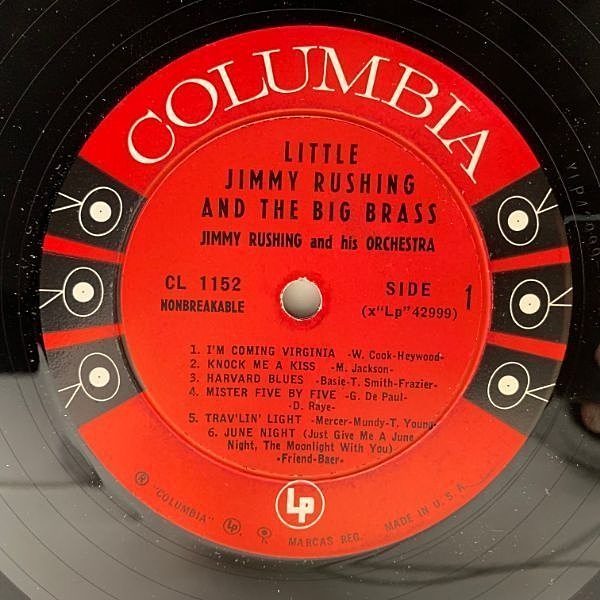 COLUMBIA
LITTLE
JIMMY RUSHING
AND THE BIG BRASS
JIMMY RUSHING and his ORCHESTRA
CL 1152
NONBREAKABLE
SIDE 1
(x"Lp"42999)
1. I'M COMING VIRGINIA -W. Cook-Heywood-
2. KNOCK ME A KISS -M. Jackson-
3. HARVARD BLUES -Basie-T. Smith-Frazier-
4. MISTER FIVE BY FIVE -G. De Paul-
-D. Raye-
5. TRAV'LIN' LIGHT -Mercer-Mundy-T. Young-
6. JUNE NIGHT (Just Give Me A June
Night, The Moonlight With You)
-Friend-Baer-
Lp
® "COLUMBIA" Lp MARCAS REG. MADE IN U.S.A.